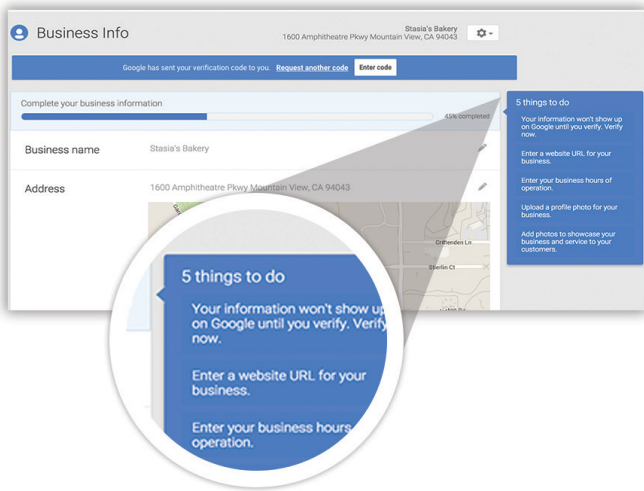 Business Info
Stasia's Bakery
1600 Amphitheatre Pkwy Mountain View, CA 94043
Google has sent your verification code to you. Request another code Enter code
Complete your business information
45% completed
Business name Stasia's Bakery
Address 1600 Amphitheatre Pkwy Mountain View, CA 94043
Crittenden Ln
Stierlin Ct
5 things to do
Your information won't show up
on Google until you verify. Verify
now.
Enter a website URL for your
business.
Enter your business hours of
operation.
Upload a profile photo for your
business.
Add photos to showcase your
business and service to your
customers.
5 things to do
Your information won't show up
on Google until you verify. Verify
now.
Enter a website URL for your
business.
Enter your business hours
operation.